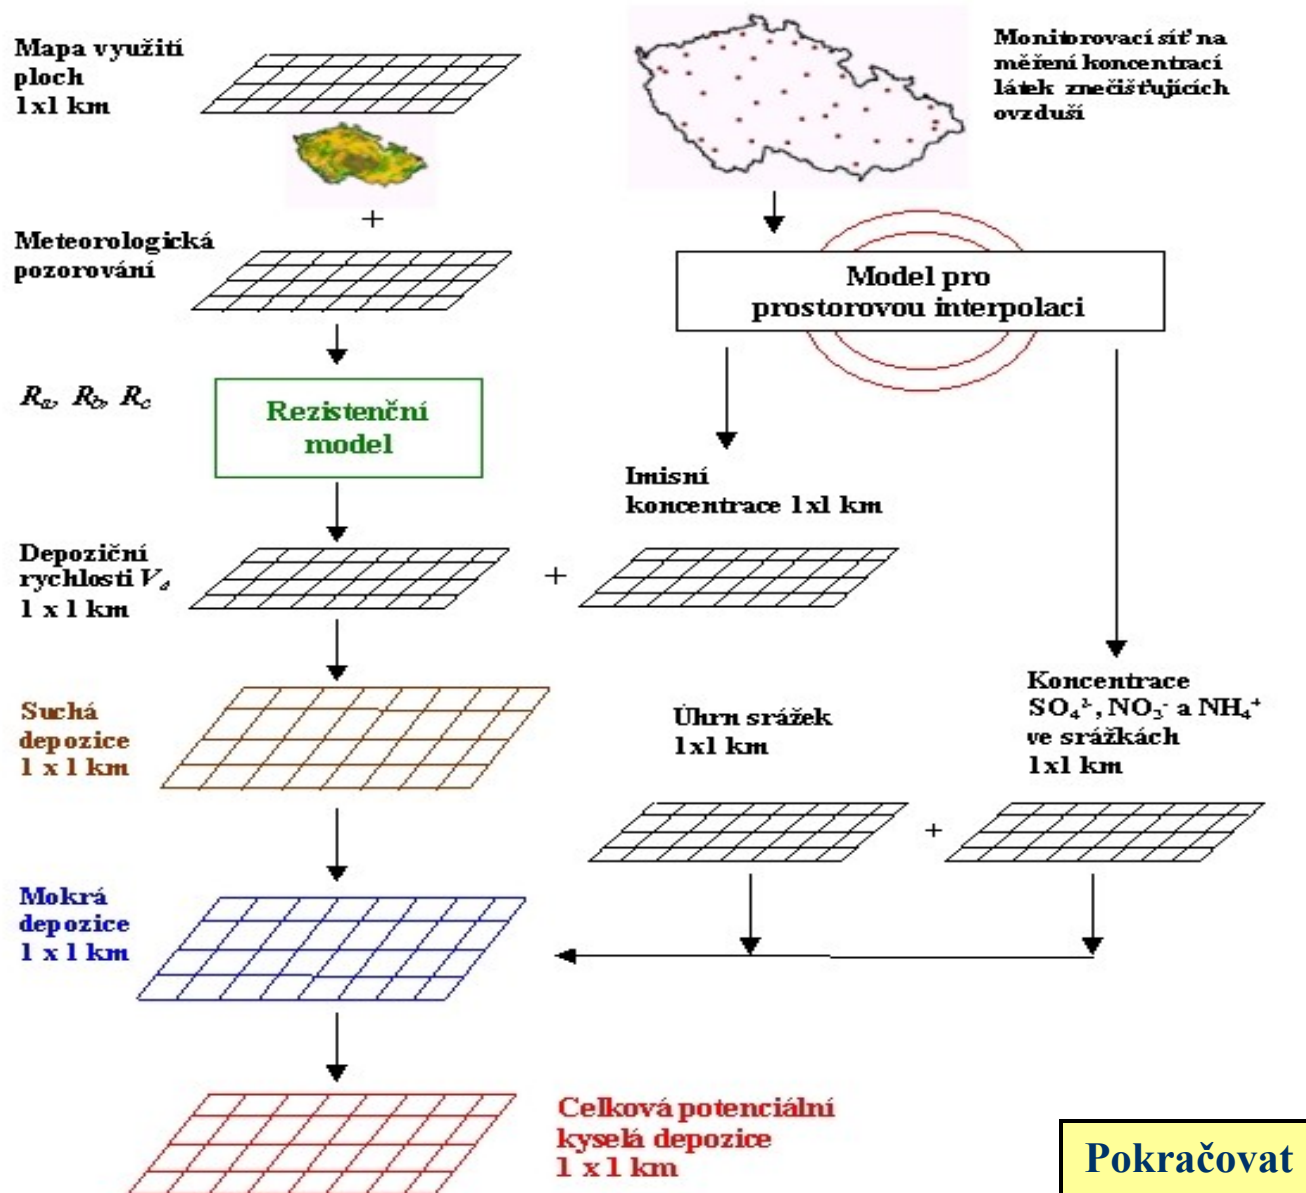 Mapa využití
ploch
1x1 km
Monitorovací síť na
měření koncentrací
látek znečišťujících
ovzduší
+
Meteorologická
pozorování
Model pro
prostorovou interpolaci
Rₐ, R_b, R_c
Rezistenční
model
Imisní
koncentrace 1x1 km
Depoziční
rychlosti V_d
1 x 1 km
+
Suchá
depozice
1 x 1 km
Úhrn srážek
1x1 km
Koncentrace
SO₄²⁻, NO₃⁻ a NH₄⁺
ve srážkách
1x1 km
+
Mokrá
depozice
1 x 1 km
Celková potenciální
kyselá depozice
1 x 1 km
Pokračovat